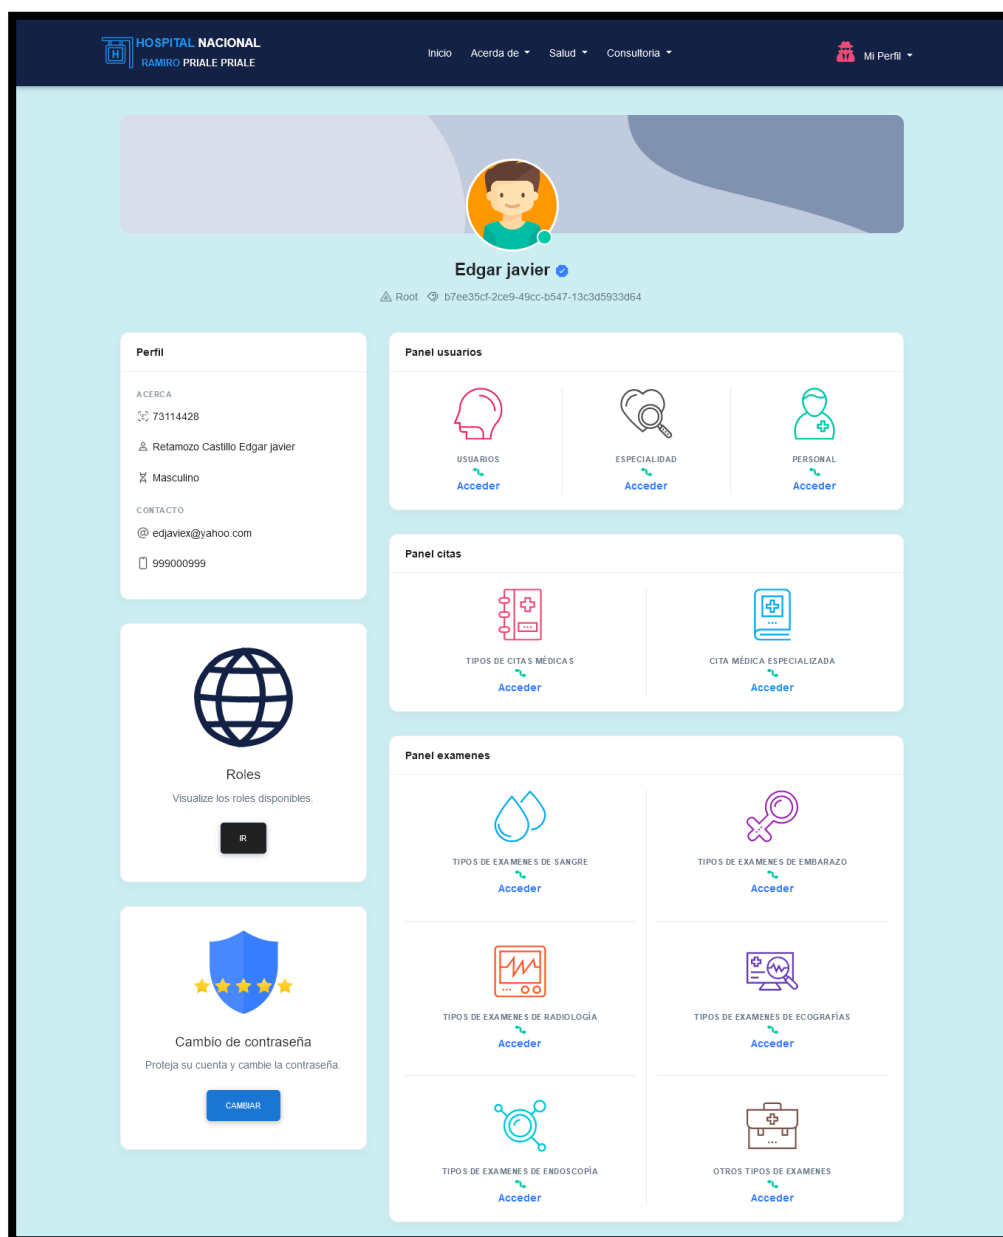 HOSPITAL NACIONAL
RAMIRO PRIALE PRIALE
Inicio Acerda de Salud Consultoria
Mi Perfil
Edgar javier
Root b7ee35cf-2ce9-49cc-b547-13c3d5933d64
Perfil
ACERCA
73114428
Retamozo Castillo Edgar javier
Masculino
CONTACTO
@ edjaviex@yahoo.com
999000999
Roles
Visualize los roles disponibles.
IR
Cambio de contraseña
Proteja su cuenta y cambie la contraseña.
CAMBIAR
Panel usuarios
USUARIOS ESPECIALIDAD PERSONAL
Acceder Acceder Acceder
Panel citas
TIPOS DE CITAS MÉDICAS CITA MÉDICA ESPECIALIZADA
Acceder Acceder
Panel examenes
TIPOS DE EXAMENES DE SANGRE TIPOS DE EXAMENES DE EMBARAZO
Acceder Acceder
TIPOS DE EXAMENES DE RADIOLOGÍA TIPOS DE EXAMENES DE ECOGRAFÍAS
Acceder Acceder
TIPOS DE EXAMENES DE ENDOSCOPÍA OTROS TIPOS DE EXAMENES
Acceder Acceder